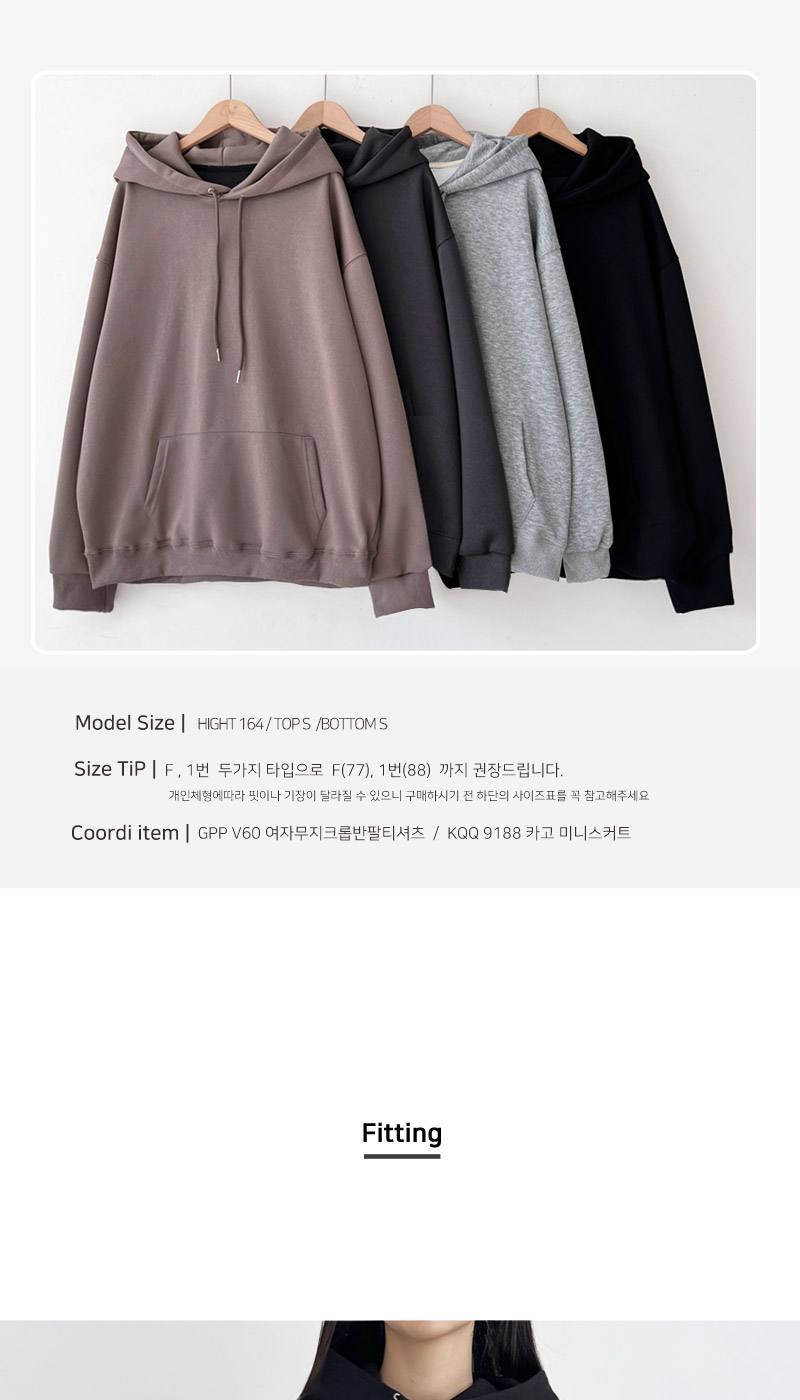 Model Size | HIGHT 164 / TOP S /BOTTOM S
Size TiP | F , 1번 두가지 타입으로 F(77), 1번(88) 까지 권장드립니다.
개인체형에따라 핏이나 기장이 달라질 수 있으니 구매하시기 전 하단의 사이즈표를 꼭 참고해주세요
Coordi item | GPP V60 여자무지크롭반팔티셔츠 / KQQ 9188 카고 미니스커트
Fitting